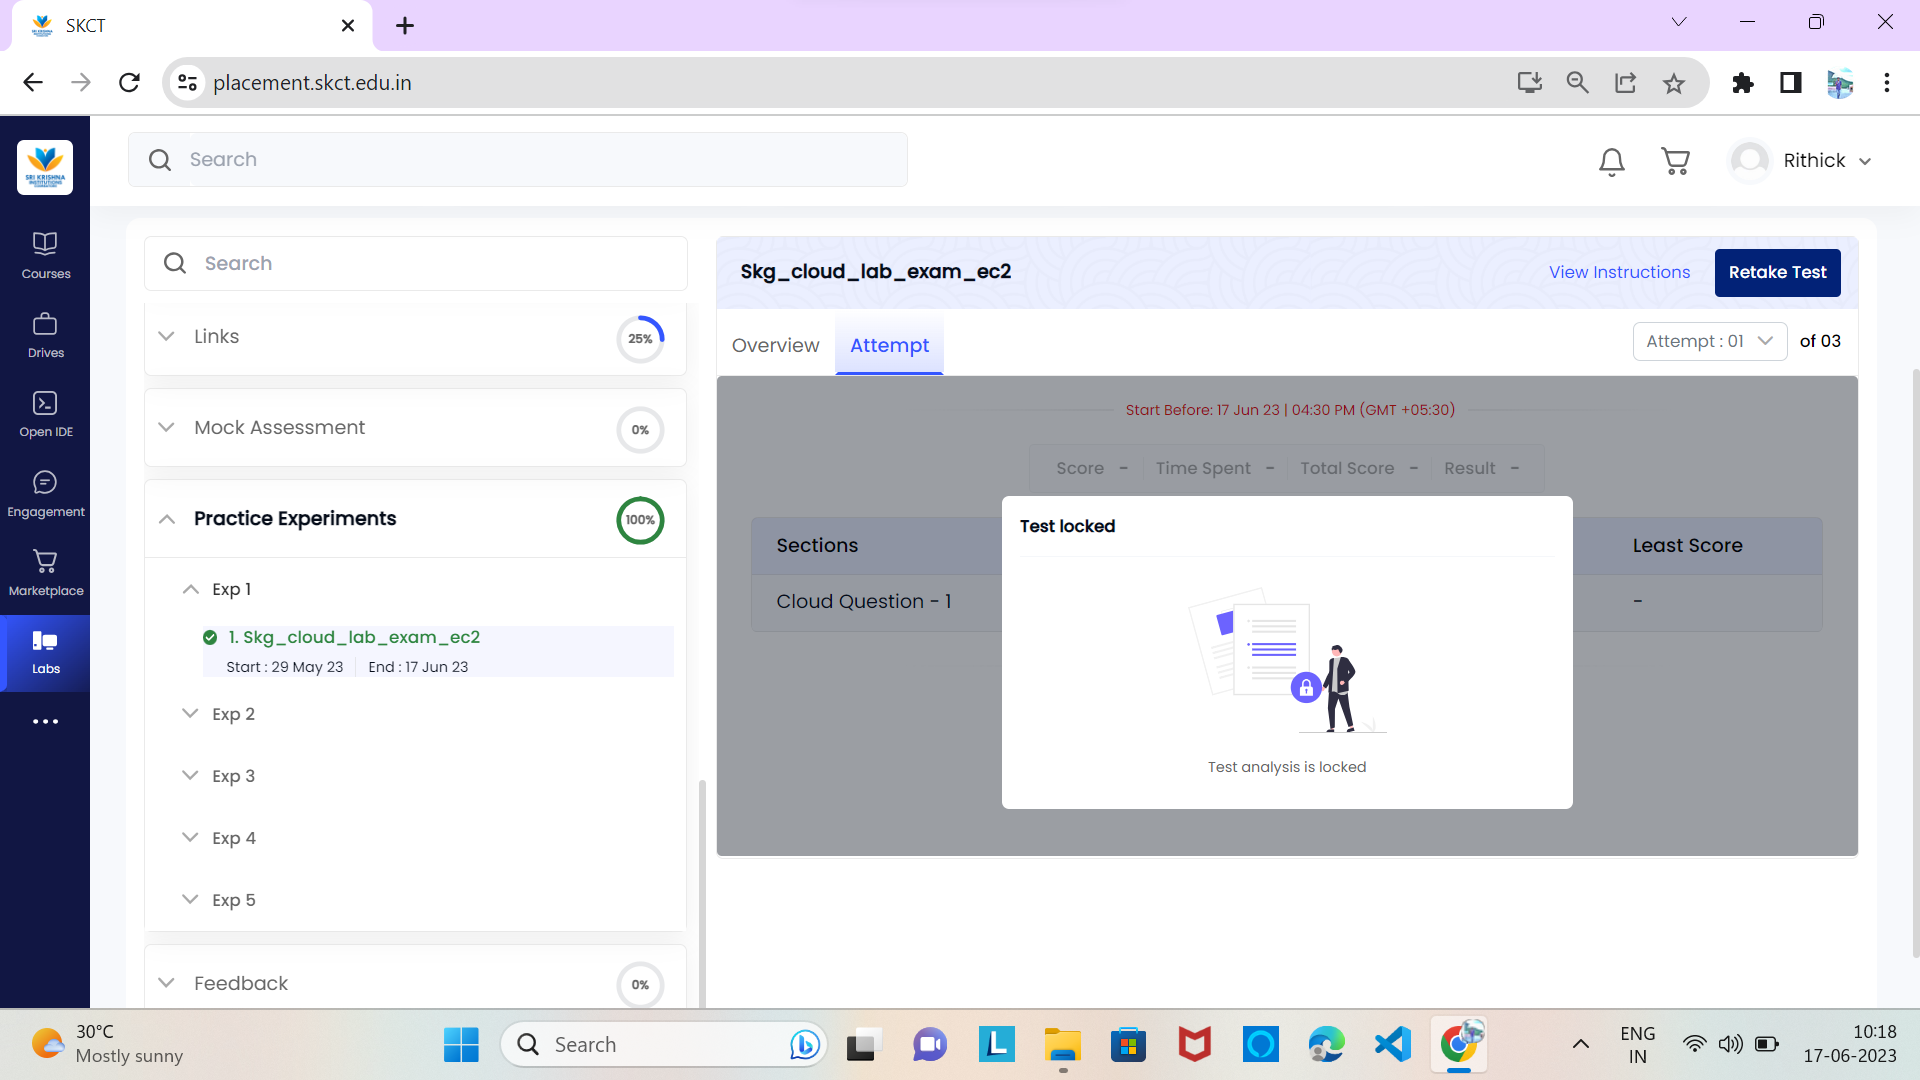 SKCT
placement.skct.edu.in
SRI KRISHNA
INSTITUTIONS
Search
Rithick
Courses
Drives
Open IDE
Engagement
Marketplace
Labs
Search
Links
25%
Mock Assessment
0%
Practice Experiments
100%
Exp 1
1. Skg_cloud_lab_exam_ec2
Start : 29 May 23 End : 17 Jun 23
Exp 2
Exp 3
Exp 4
Exp 5
Feedback
0%
Skg_cloud_lab_exam_ec2
View Instructions
Retake Test
Overview
Attempt
Attempt : 01
of 03
Start Before: 17 Jun 23 | 04:30 PM (GMT +05:30)
Score - Time Spent - Total Score - Result -
Sections
Least Score
Cloud Question - 1
-
Test locked
Test analysis is locked
30°C
Mostly sunny
Search
L
ENG
IN
10:18
17-06-2023